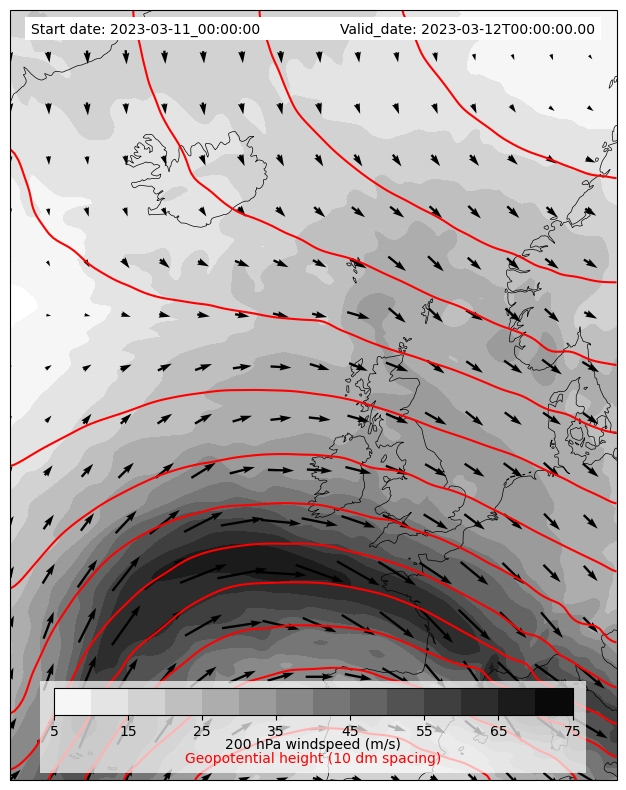 Start date: 2023-03-11_00:00:00 Valid_date: 2023-03-12T00:00:00.00
5 15 25 35 45 55 65 75
200 hPa windspeed (m/s)
Geopotential height (10 dm spacing)